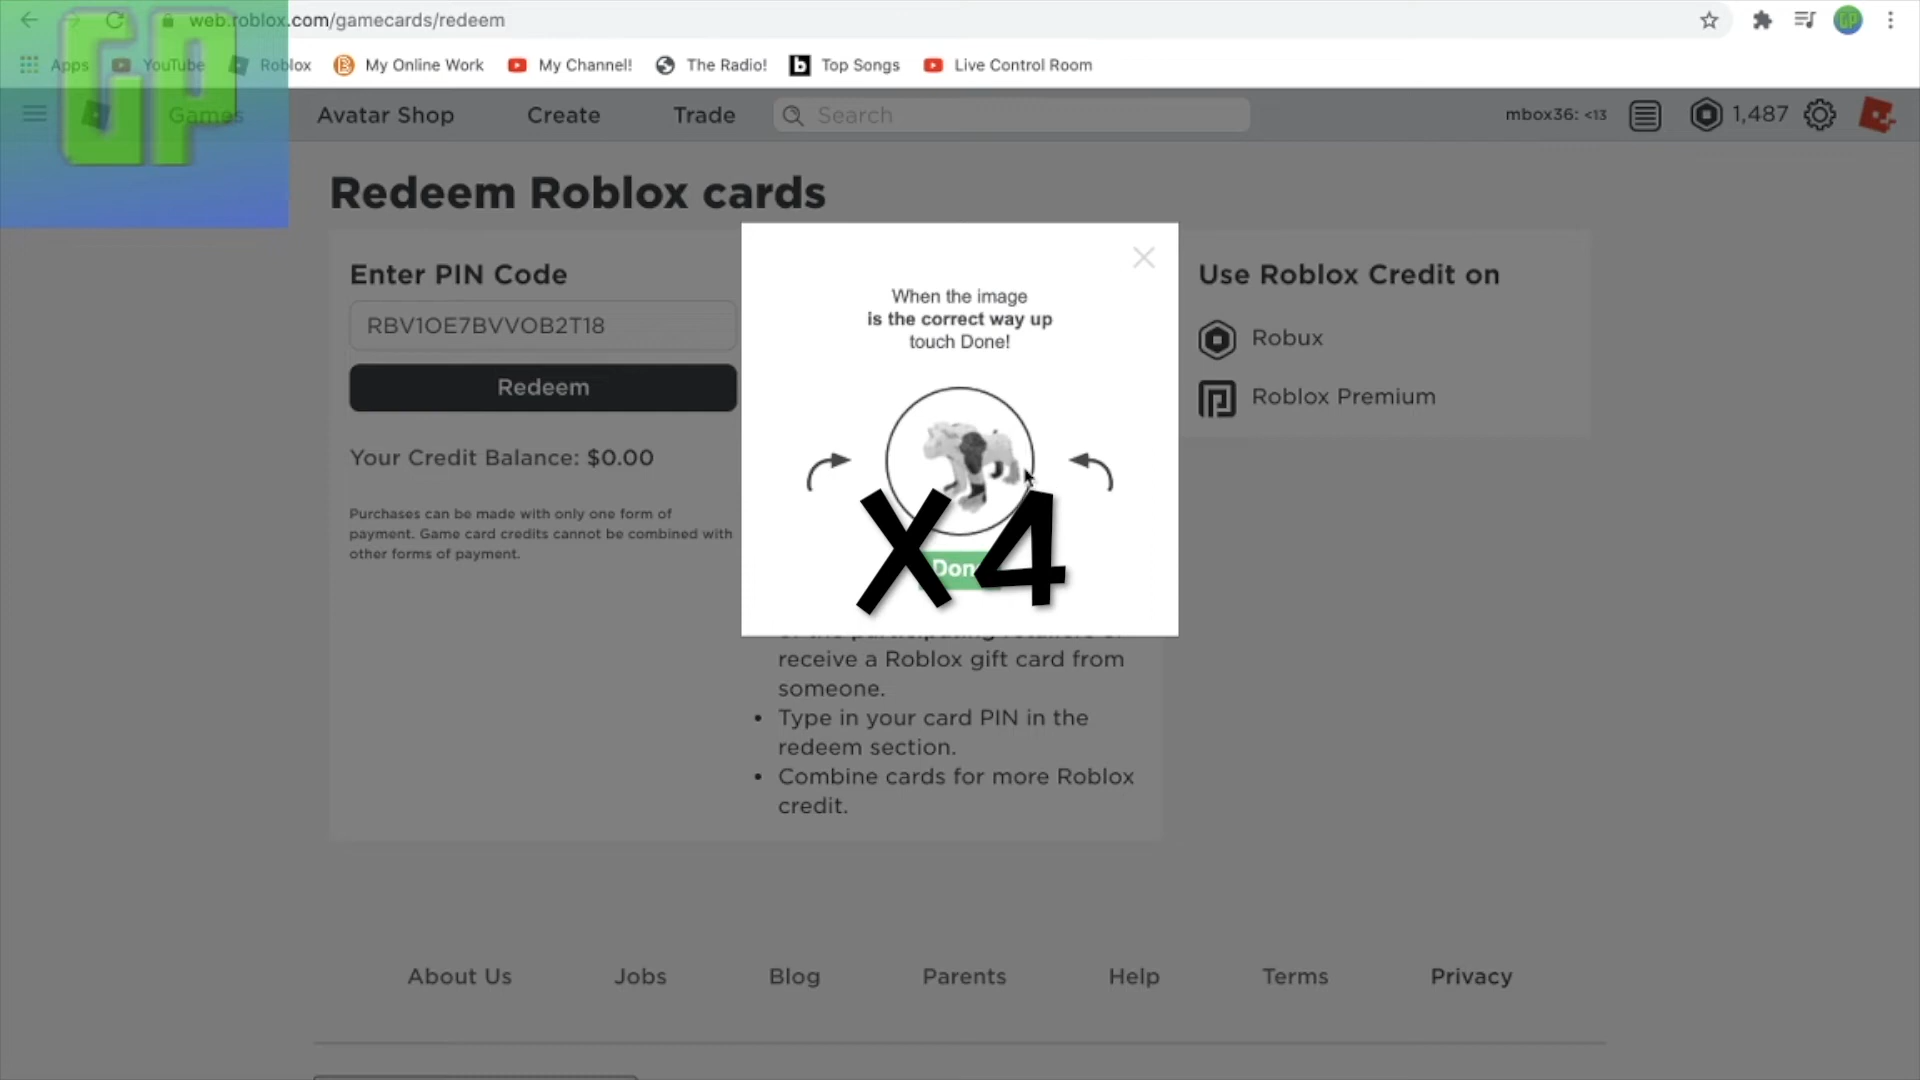 web.roblox.com/gamecards/redeem
GP
Apps YouTube Roblox My Online Work My Channel! The Radio! Top Songs Live Control Room
GP
Games Avatar Shop Create Trade Search mbox36: <13 1,487
Redeem Roblox cards
Enter PIN Code
RBV1OE7BVVOB2T18
Redeem
Your Credit Balance: $0.00
Purchases can be made with only one form of
payment. Game card credits cannot be combined with
other forms of payment.
When the image
is the correct way up
touch Done!
X4
Don
receive a Roblox gift card from
someone.
• Type in your card PIN in the
redeem section.
• Combine cards for more Roblox
credit.
Use Roblox Credit on
Robux
Roblox Premium
About Us Jobs Blog Parents Help Terms Privacy